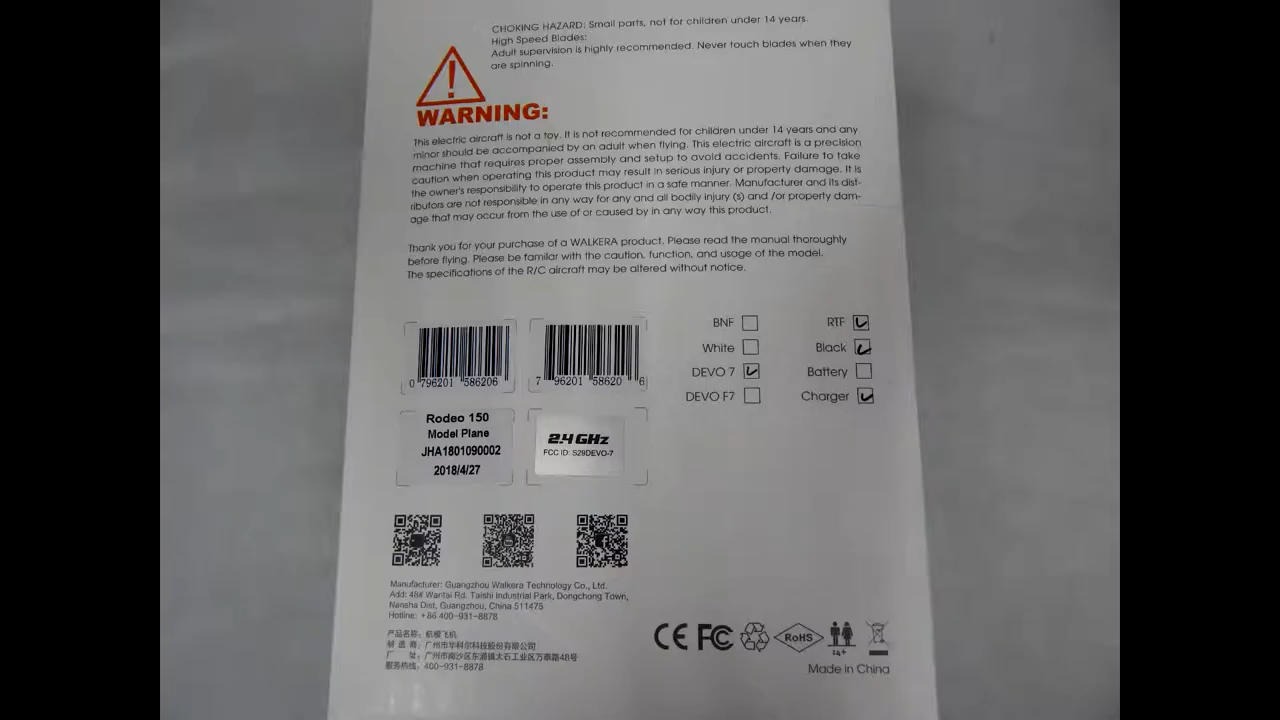 CHOKING HAZARD: Small parts, not for children under 14 years.
High Speed Blades:
Adult supervision is highly recommended. Never touch blades when they
are spinning.
WARNING:
This electric aircraft is not a toy. It is not recommended for children under 14 years and any
minor should be accompanied by an adult when flying. This electric aircraft is a precision
machine that requires proper assembly and setup to avoid accidents. Failure to take
caution when operating this product may result in serious injury or property damage. It is
the owner's responsibility to operate this product in a safe manner. Manufacturer and its dist-
ributors are not responsible in any way for any and all bodily injury (s) and /or property dam-
age that may occur from the use of or caused by in any way this product.
Thank you for your purchase of a WALKERA product. Please read the manual thoroughly
before flying. Please be familar with the caution, function, and usage of the model.
The specifications of the R/C aircraft may be altered without notice.
0 796201 586206
7 96201 58620 6
BNF RTF
White Black
DEVO 7 Battery
DEVO F7 Charger
Rodeo 150
Model Plane
JHA1801090002
2018/4/27
2.4 GHz
FCC ID: S29DEVO-7
Manufacturer: Guangzhou Walkera Technology Co., Ltd.
Add: 48# Wantai Rd. Taishi Industrial Park, Dongchong Town,
Nansha Dist, Guangzhou, China 511475
Hotline: +86 400-931-8878
产品名称: 航模飞机
制 造 商: 广州市华科尔科技股份有限公司
厂 址: 广州市南沙区东涌镇太石工业区万泰路48号
服务热线: 400-931-8878
CE FC RoHS 14+
Made in China